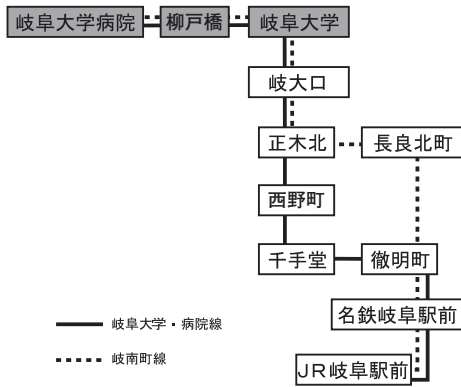 岐阜大学病院
柳戸橋
岐阜大学
岐大口
正木北
長良北町
西野町
千手堂
徹明町
名鉄岐阜駅前
JR岐阜駅前
岐阜大学・病院線
岐南町線